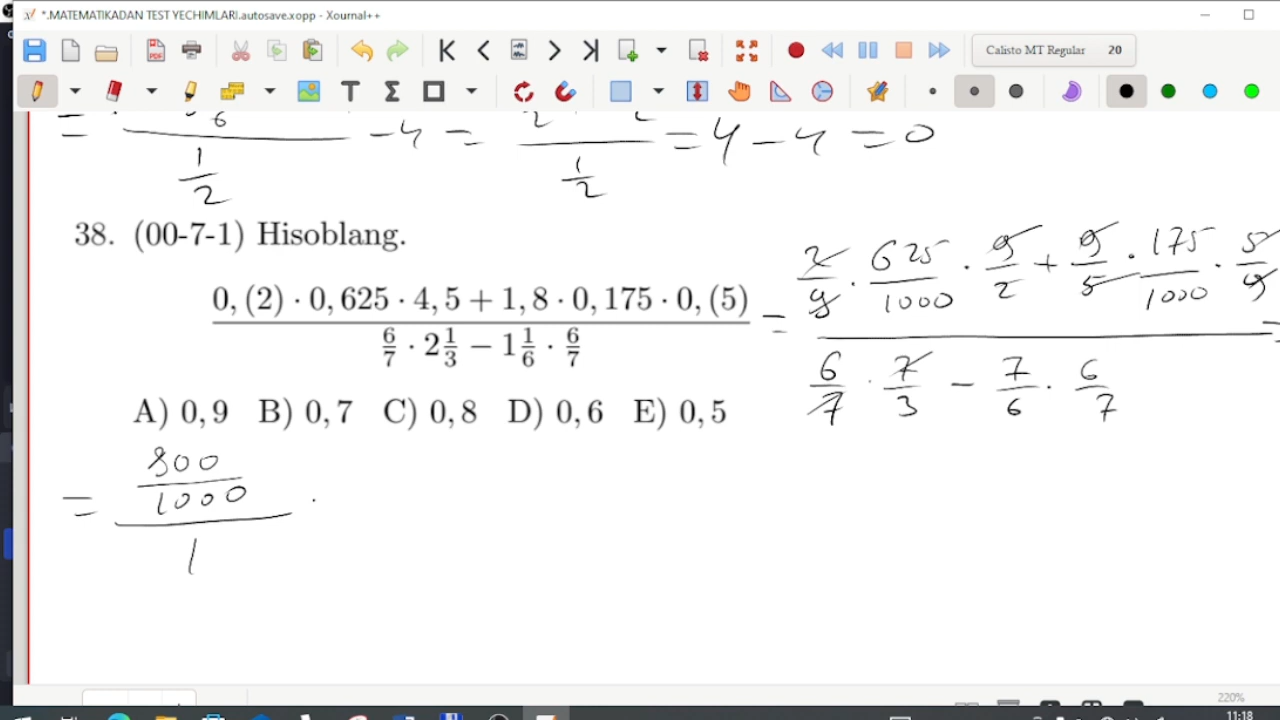 *.MATEMATIKADAN TEST YECHIMLARI.autosave.xopp - Xournal++
Calisto MT Regular 20
= 6 / 1/2 - 4 = 2 2 / 1/2 = 4 - 4 = 0
38. (00-7-1) Hisoblang.
0,(2) · 0,625 · 4,5 + 1,8 · 0,175 · 0,(5) / 6/7 · 2 1/3 − 1 1/6 · 6/7 = 2/9 · 625/1000 · 9/2 + 9/5 · 175/1000 · 5/9 / 6/7 · 7/3 − 7/6 · 6/7 =
A) 0,9 B) 0,7 C) 0,8 D) 0,6 E) 0,5
= 800/1000 / 1 ·
220%
11:18